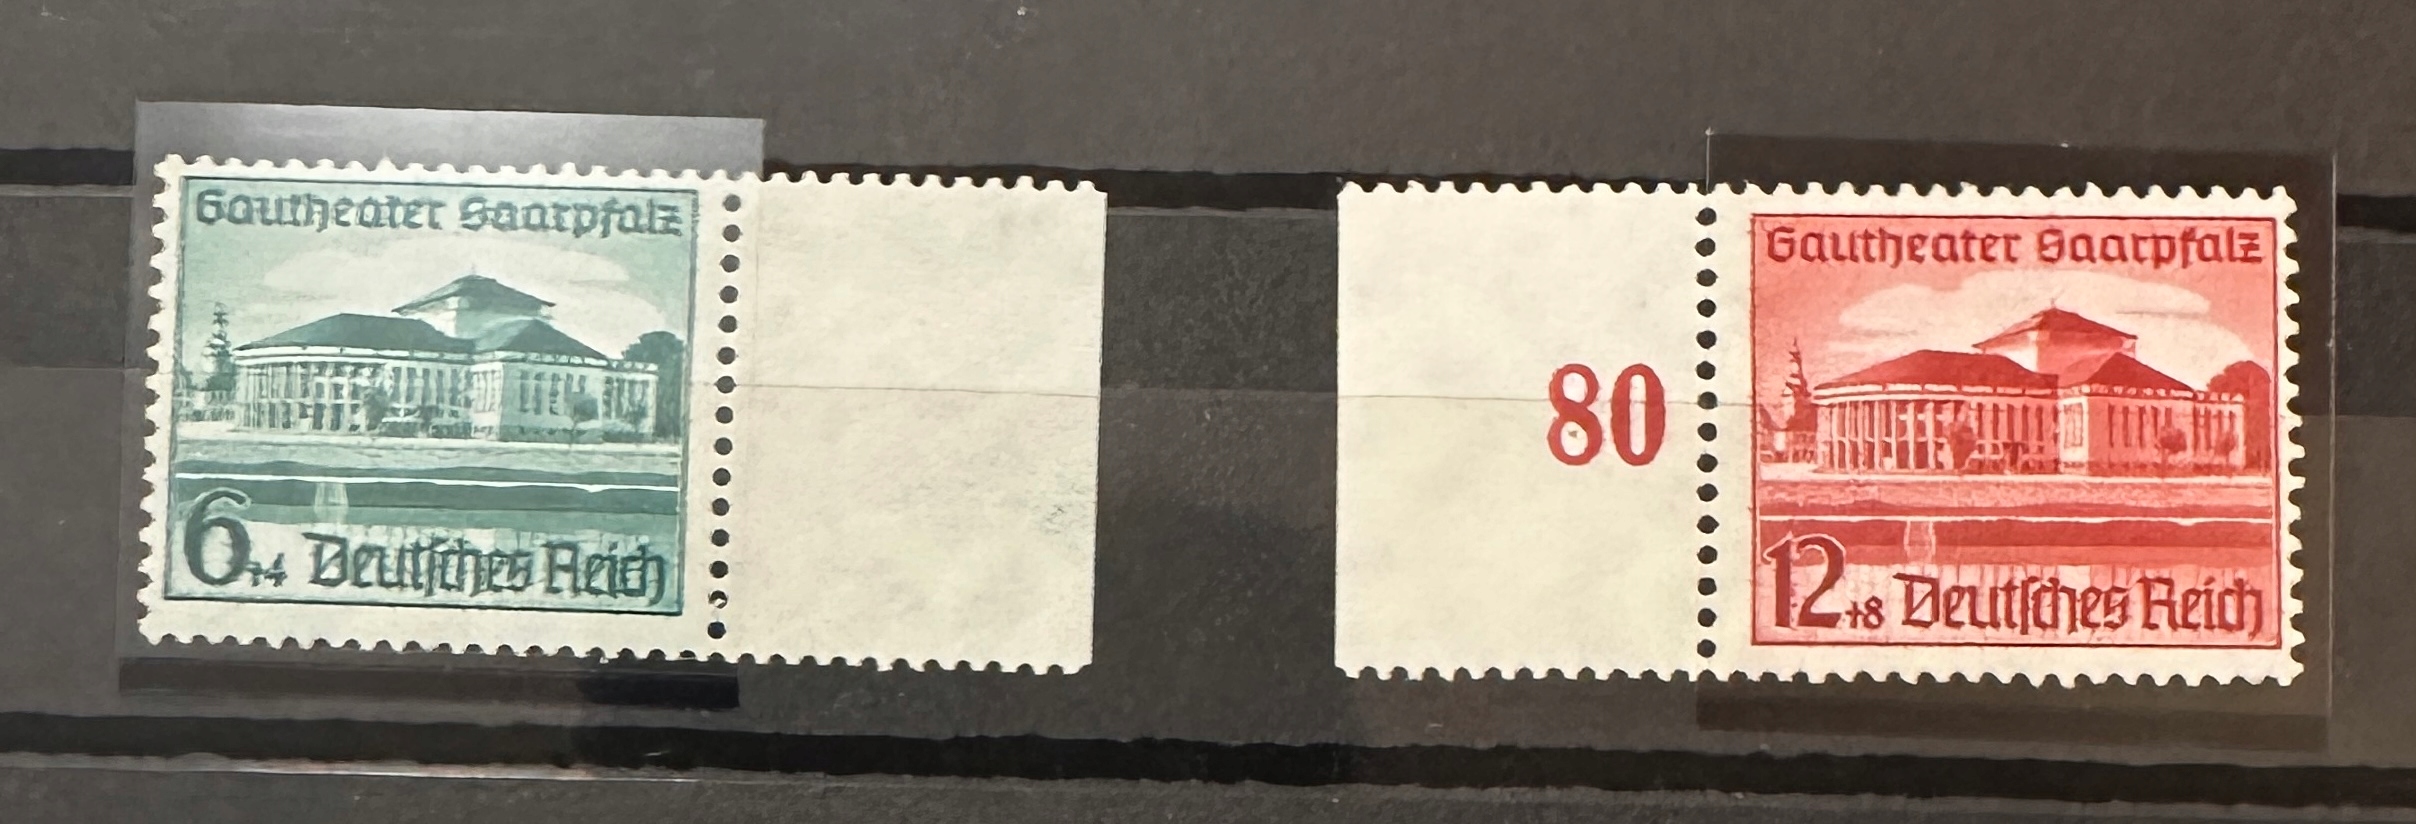 Gautheater Saarpfalz
6+4 Deutsches Reich
80
Gautheater Saarpfalz
12+8 Deutsches Reich